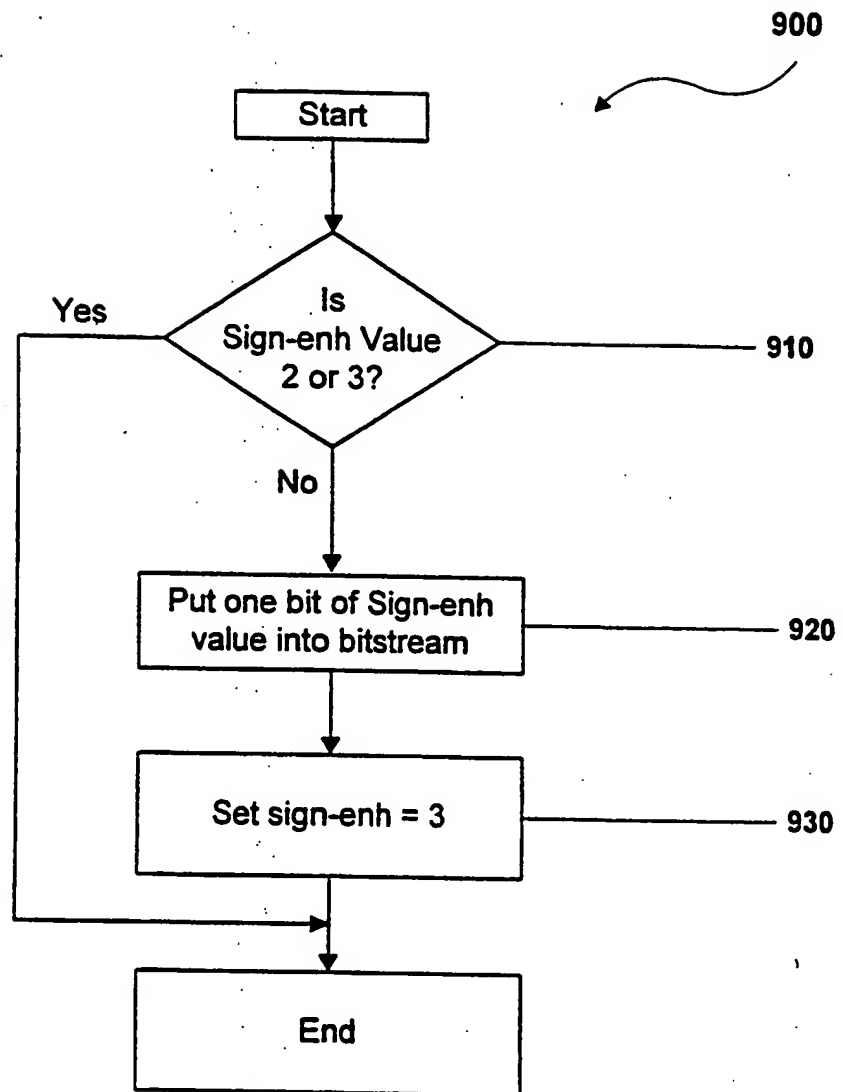 900
Start
Is
Sign-enh Value
2 or 3?
Yes
910
No
Put one bit of Sign-enh
value into bitstream
920
Set sign-enh = 3
930
End